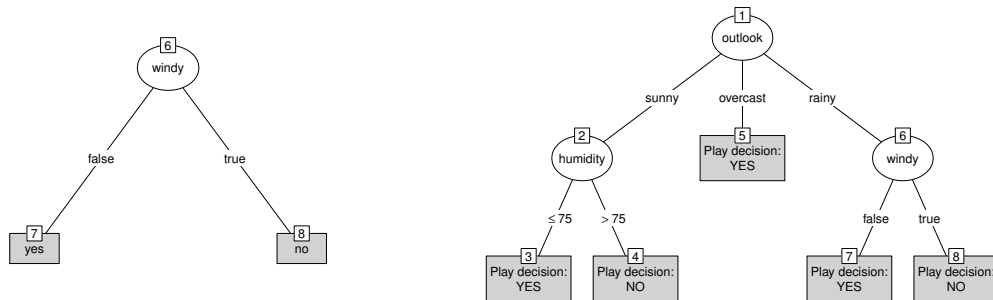 6
windy
false
true
7
yes
8
no
1
outlook
sunny
overcast
rainy
2
humidity
5
Play decision:
YES
6
windy
≤ 75
> 75
false
true
3
Play decision:
YES
4
Play decision:
NO
7
Play decision:
YES
8
Play decision:
NO